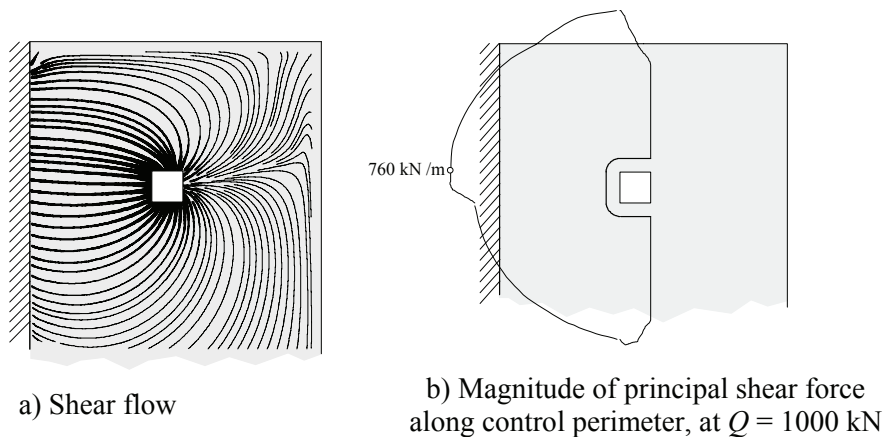 760 kN /m
a) Shear flow
b) Magnitude of principal shear force
along control perimeter, at Q = 1000 kN